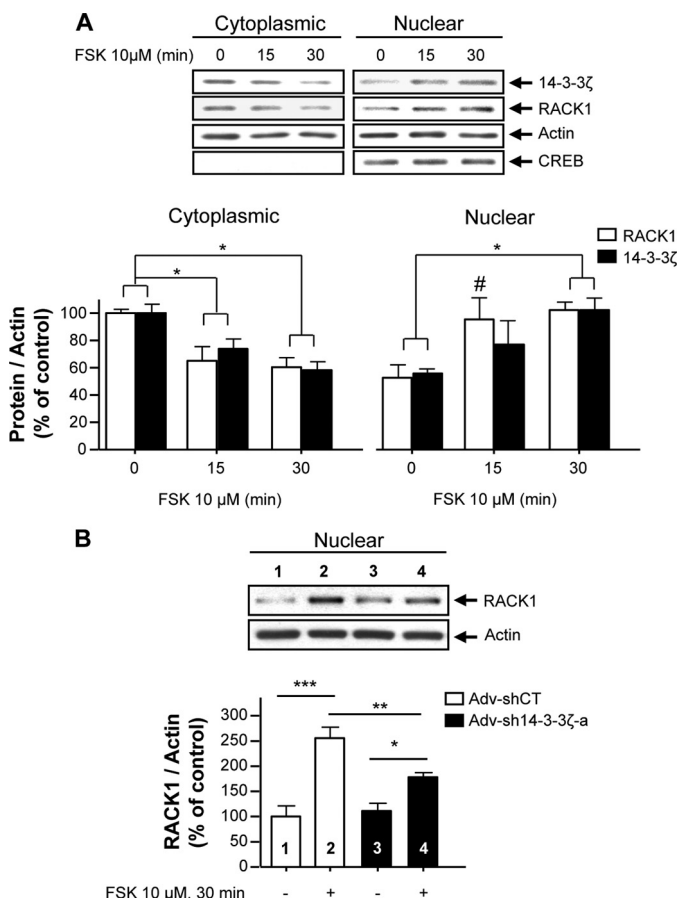 A
Cytoplasmic Nuclear
FSK 10µM (min) 0 15 30 0 15 30
14-3-3ζ
RACK1
Actin
CREB
Cytoplasmic Nuclear
RACK1
14-3-3ζ
* * * #
Protein / Actin
(% of control)
100
80
60
40
20
0
0 15 30 0 15 30
FSK 10 µM (min) FSK 10 µM (min)
B
Nuclear
1 2 3 4
RACK1
Actin
Adv-shCT
Adv-sh14-3-3ζ-a
*** ** *
RACK1 / Actin
(% of control)
300
250
200
150
100
50
0
1 2 3 4
FSK 10 µM, 30 min - + - +